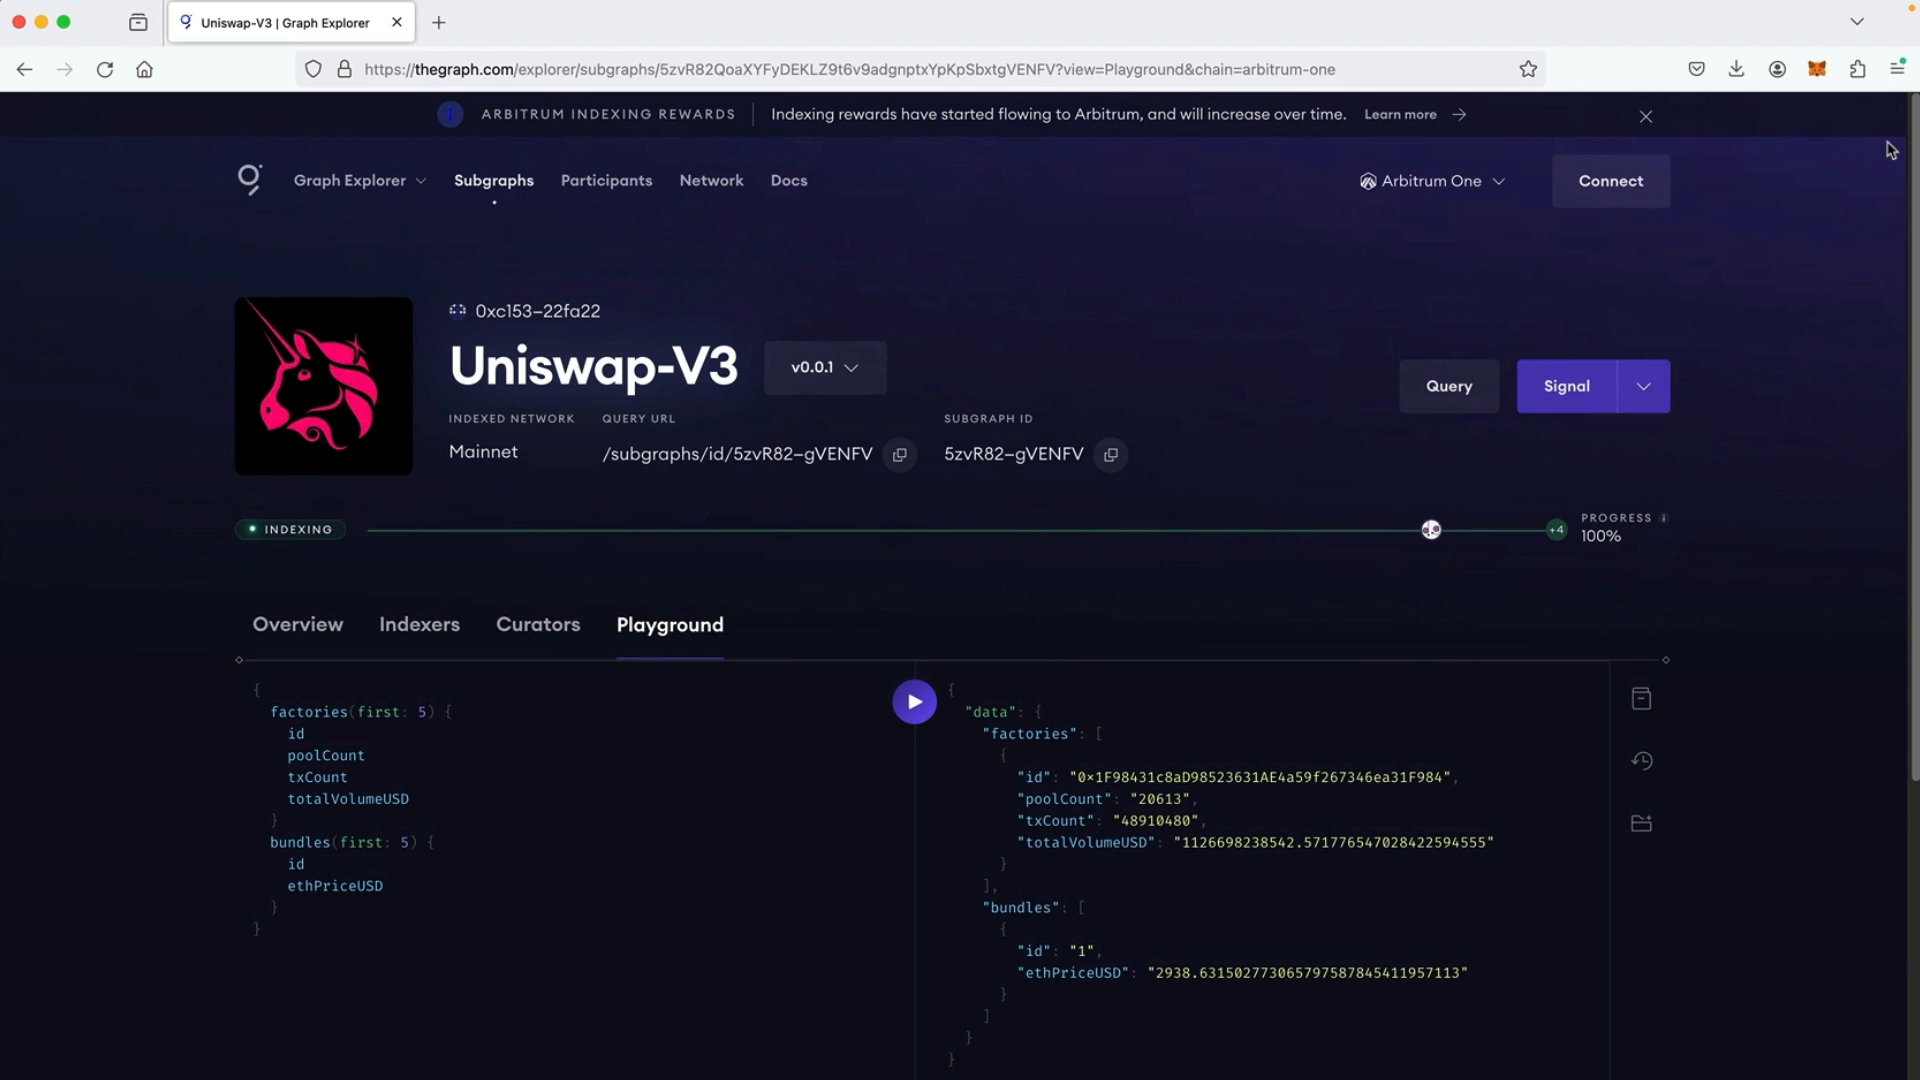 Uniswap-V3 | Graph Explorer
https://thegraph.com/explorer/subgraphs/5zvR82QoaXYFyDEKLZ9t6v9adgnptxYpKpSbxtgVENFV?view=Playground&chain=arbitrum-one
ARBITRUM INDEXING REWARDS Indexing rewards have started flowing to Arbitrum, and will increase over time. Learn more
Graph Explorer Subgraphs Participants Network Docs Arbitrum One Connect
0xc153–22fa22
Uniswap-V3 v0.0.1
Query Signal
INDEXED NETWORK QUERY URL SUBGRAPH ID
Mainnet /subgraphs/id/5zvR82–gVENFV 5zvR82–gVENFV
INDEXING +4 PROGRESS
100%
Overview Indexers Curators Playground
{
factories(first: 5) {
id
poolCount
txCount
totalVolumeUSD
}
bundles(first: 5) {
id
ethPriceUSD
}
}
{
"data": {
"factories": [
{
"id": "0x1F98431c8aD98523631AE4a59f267346ea31F984",
"poolCount": "20613",
"txCount": "48910480",
"totalVolumeUSD": "1126698238542.571776547028422594555"
}
],
"bundles": [
{
"id": "1",
"ethPriceUSD": "2938.631502773065797587845411957113"
}
]
}
}